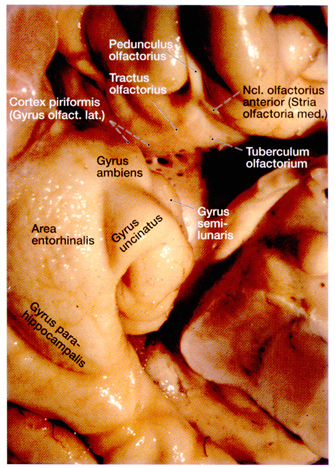 Pedunculus
olfactorius
Tractus
olfactorius
Ncl. olfactorius
anterior (Stria
olfactoria med.)
Cortex piriformis
(Gyrus olfact. lat.)
Tuberculum
olfactorium
Gyrus
ambiens
Gyrus
semi-
lunaris
Area
entorhinalis
Gyrus
uncinatus
Gyrus para-
hippocampalis